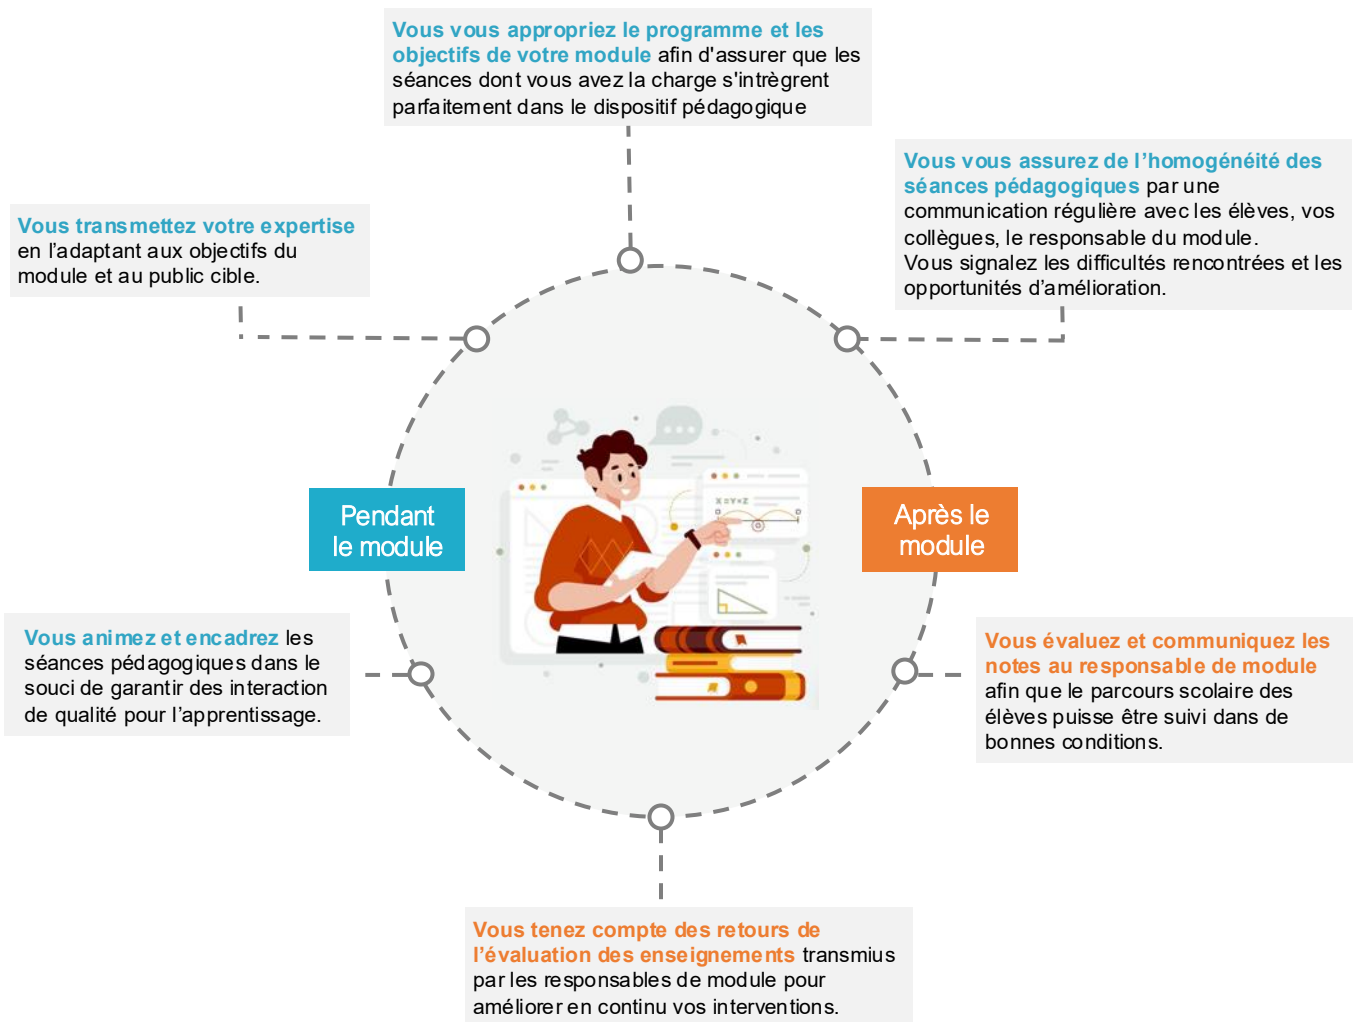 Vous vous appropriez le programme et les
objectifs de votre module afin d'assurer que les
séances dont vous avez la charge s'intrègrent
parfaitement dans le dispositif pédagogique
Vous vous assurez de l’homogénéité des
séances pédagogiques par une
communication régulière avec les élèves, vos
collègues, le responsable du module.
Vous signalez les difficultés rencontrées et les
opportunités d’amélioration.
Vous transmettez votre expertise
en l’adaptant aux objectifs du
module et au public cible.
X=Y+Z
Pendant
le module
Après le
module
Vous animez et encadrez les
séances pédagogiques dans le
souci de garantir des interaction
de qualité pour l’apprentissage.
Vous évaluez et communiquez les
notes au responsable de module
afin que le parcours scolaire des
élèves puisse être suivi dans de
bonnes conditions.
Vous tenez compte des retours de
l’évaluation des enseignements transmius
par les responsables de module pour
améliorer en continu vos interventions.